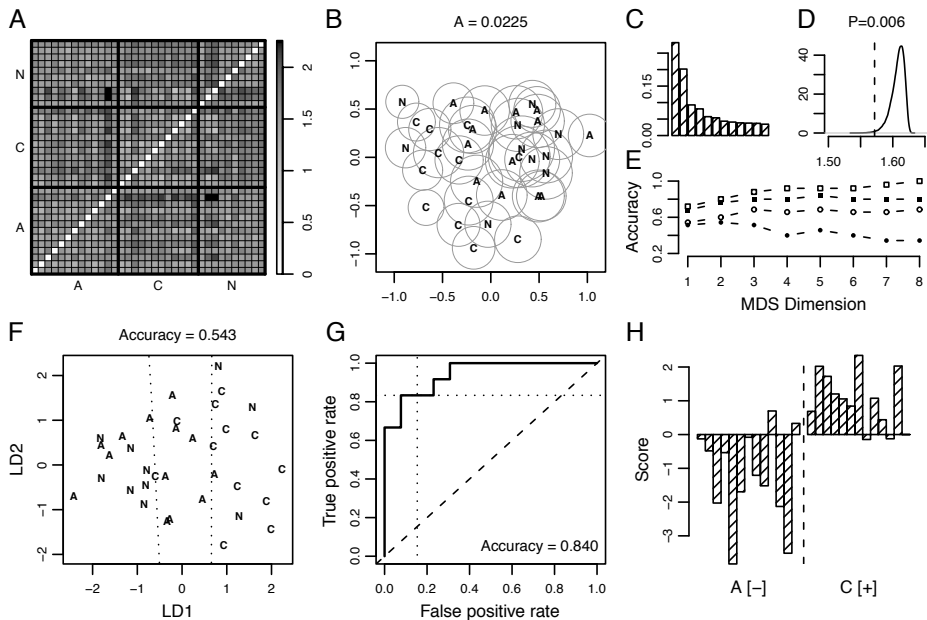 A
N
C
A
A C N
0 0.5 1 1.5 2
B
A = 0.0225
1.0
0.5
0.0
−0.5
−1.0
−1.0 −0.5 0.0 0.5 1.0
C
0.15
0.00
D
P=0.006
40
20
0
1.50 1.60
E
Accuracy
1.0
0.6
0.2
1 2 3 4 5 6 7 8
MDS Dimension
F
Accuracy = 0.543
LD2
2
1
0
−1
−2
−2 −1 0 1 2
LD1
G
True positive rate
1.0
0.8
0.6
0.4
0.2
0.0
Accuracy = 0.840
0.0 0.2 0.4 0.6 0.8 1.0
False positive rate
H
Score
2
1
0
−1
−2
−3
A [−] C [+]